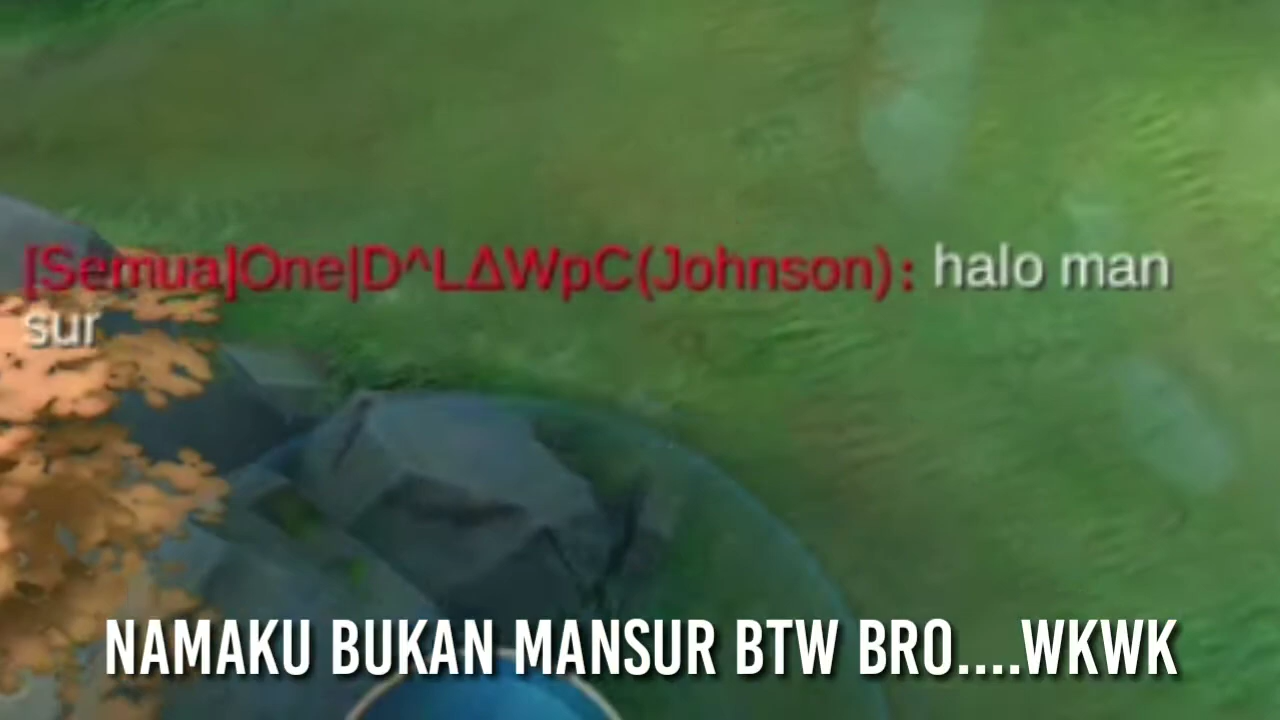 [Semua]One|D^LΔWpC(Johnson): halo man
sur
NAMAKU BUKAN MANSUR BTW BRO....WKWK